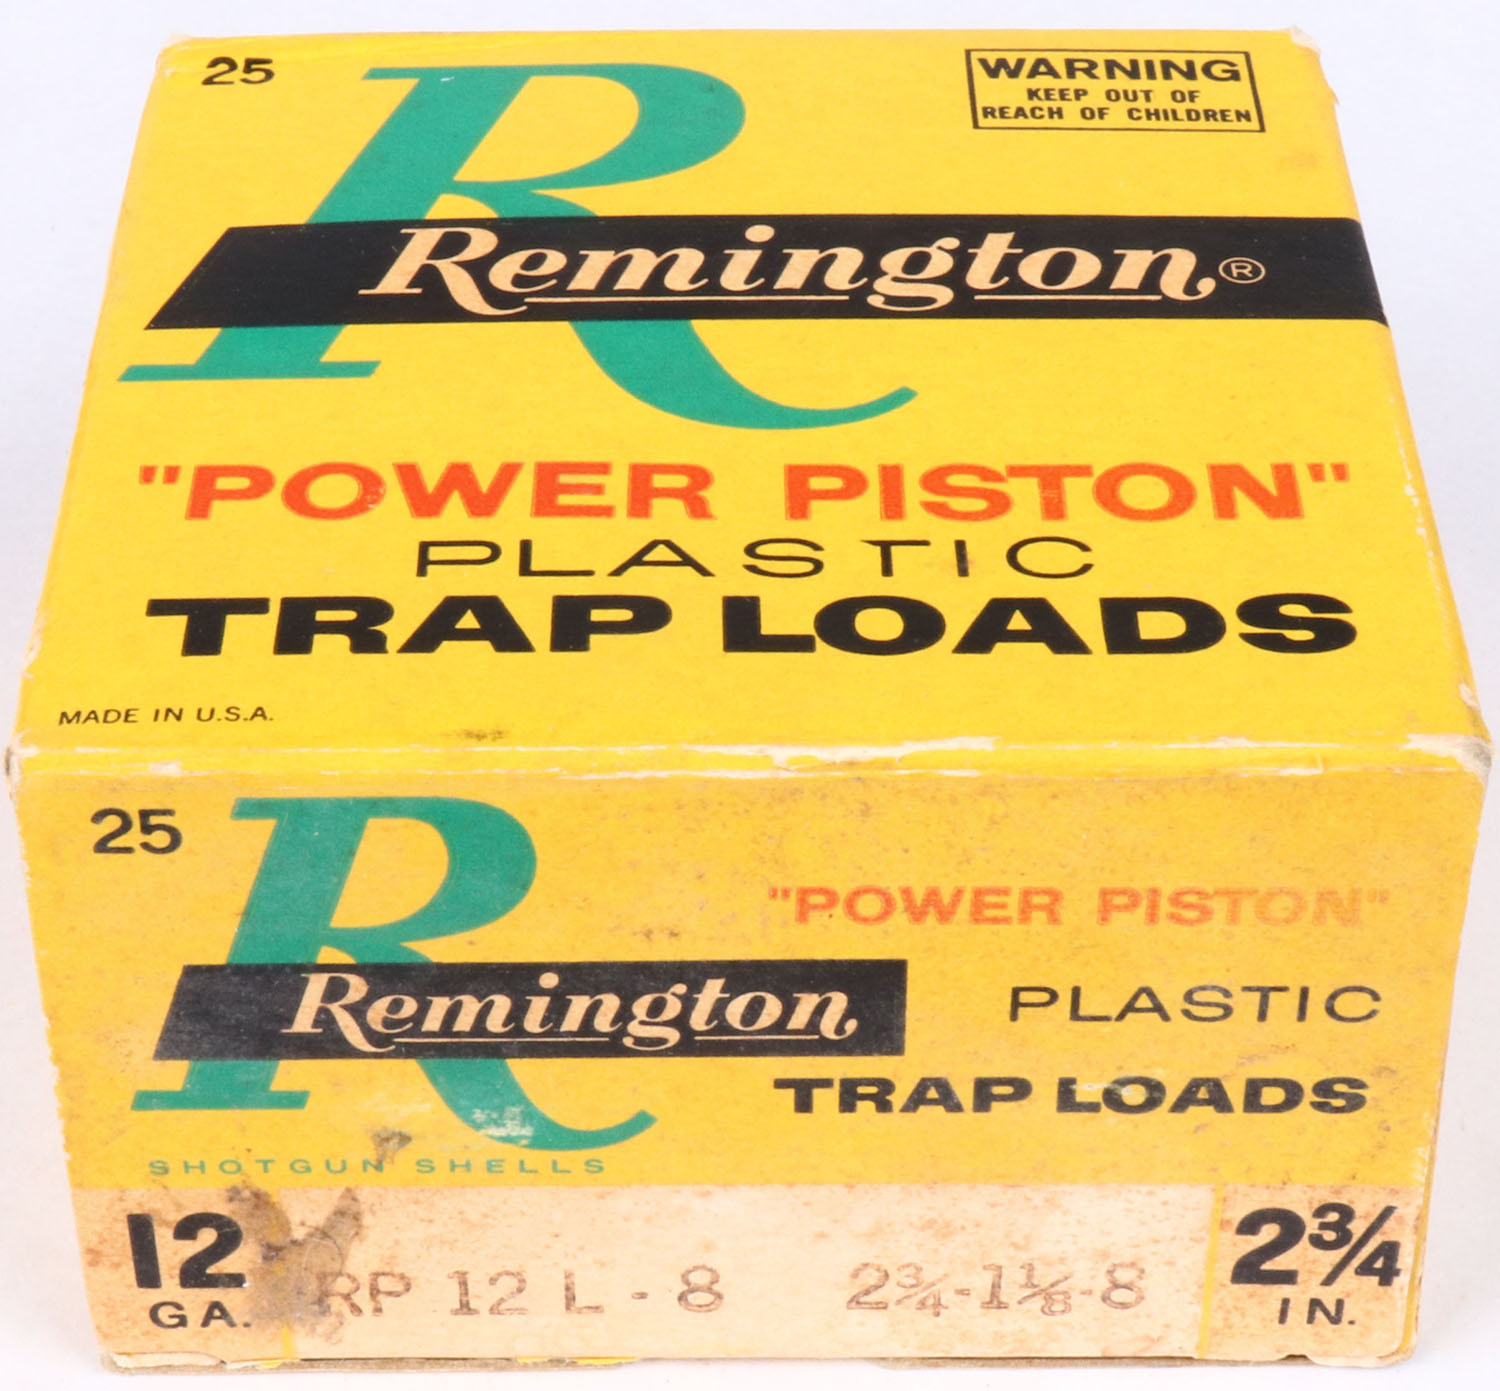 25
WARNING
KEEP OUT OF
REACH OF CHILDREN
R
Remington®
"POWER PISTON"
PLASTIC
TRAP LOADS
MADE IN U.S.A.
25
R
Remington
"POWER PISTON"
PLASTIC
TRAP LOADS
SHOTGUN SHELLS
12
GA.
RP 12 L - 8
2¾-1⅛-8
2¾
IN.